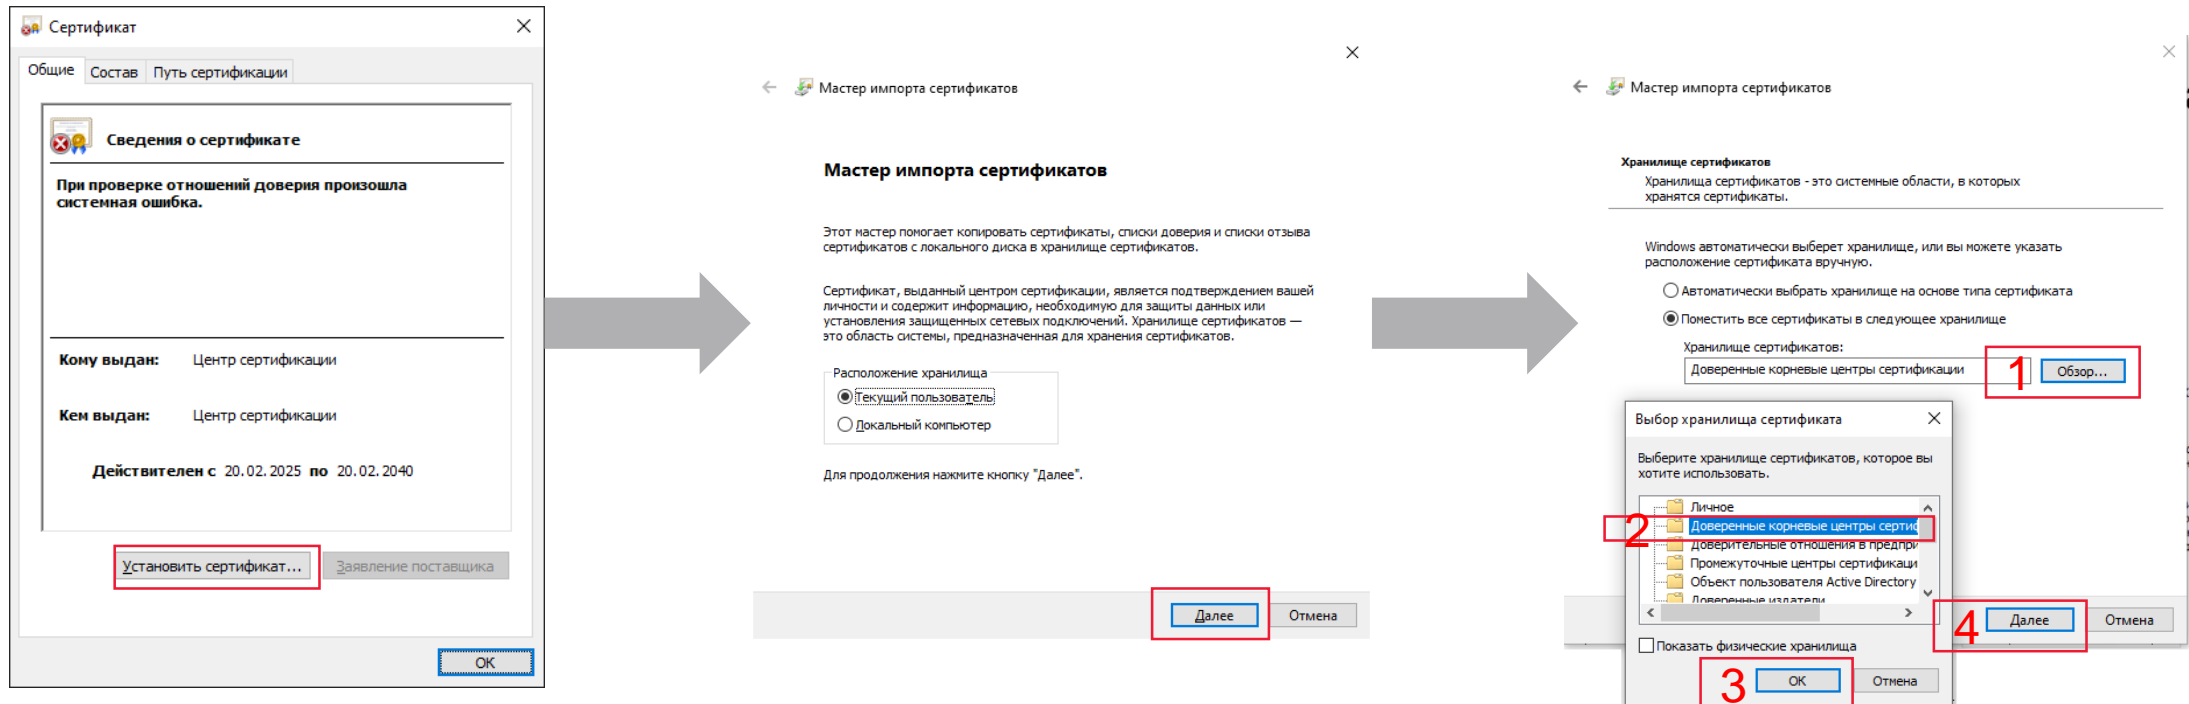 Сертификат
Общие
Состав
Путь сертификации
Сведения о сертификате
При проверке отношений доверия произошла
системная ошибка.
Кому выдан: Центр сертификации
Кем выдан: Центр сертификации
Действителен с 20.02.2025 по 20.02.2040
Установить сертификат...
Заявление поставщика
OK
Мастер импорта сертификатов
Мастер импорта сертификатов
Этот мастер помогает копировать сертификаты, списки доверия и списки отзыва
сертификатов с локального диска в хранилище сертификатов.
Сертификат, выданный центром сертификации, является подтверждением вашей
личности и содержит информацию, необходимую для защиты данных или
установления защищенных сетевых подключений. Хранилище сертификатов —
это область системы, предназначенная для хранения сертификатов.
Расположение хранилища
Текущий пользователь
Локальный компьютер
Для продолжения нажмите кнопку "Далее".
Далее
Отмена
Мастер импорта сертификатов
Хранилище сертификатов
Хранилища сертификатов - это системные области, в которых
хранятся сертификаты.
Windows автоматически выберет хранилище, или вы можете указать
расположение сертификата вручную.
Автоматически выбрать хранилище на основе типа сертификата
Поместить все сертификаты в следующее хранилище
Хранилище сертификатов:
Доверенные корневые центры сертификации
1
Обзор...
Выбор хранилища сертификата
Выберите хранилище сертификатов, которое вы
хотите использовать.
Личное
2
Доверенные корневые центры сертиф
Доверительные отношения в предпри
Промежуточные центры сертификаци
Объект пользователя Active Directory
Доверенные издатели
Показать физические хранилища
3
OK
Отмена
4
Далее
Отмена